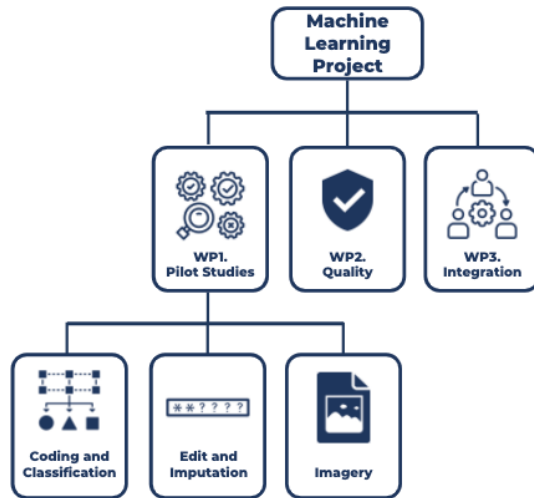 Machine
Learning
Project
WP1.
Pilot Studies
WP2.
Quality
WP3.
Integration
Coding and
Classification
**????
Edit and
Imputation
Imagery